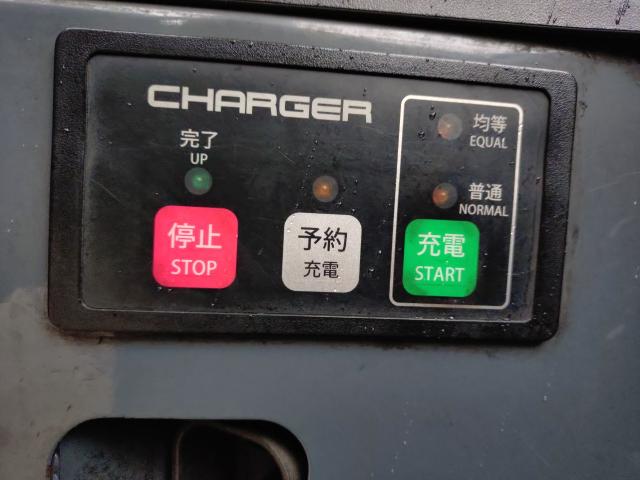 CHARGER
完了
UP
停止
STOP
予約
充電
均等
EQUAL
普通
NORMAL
充電
START